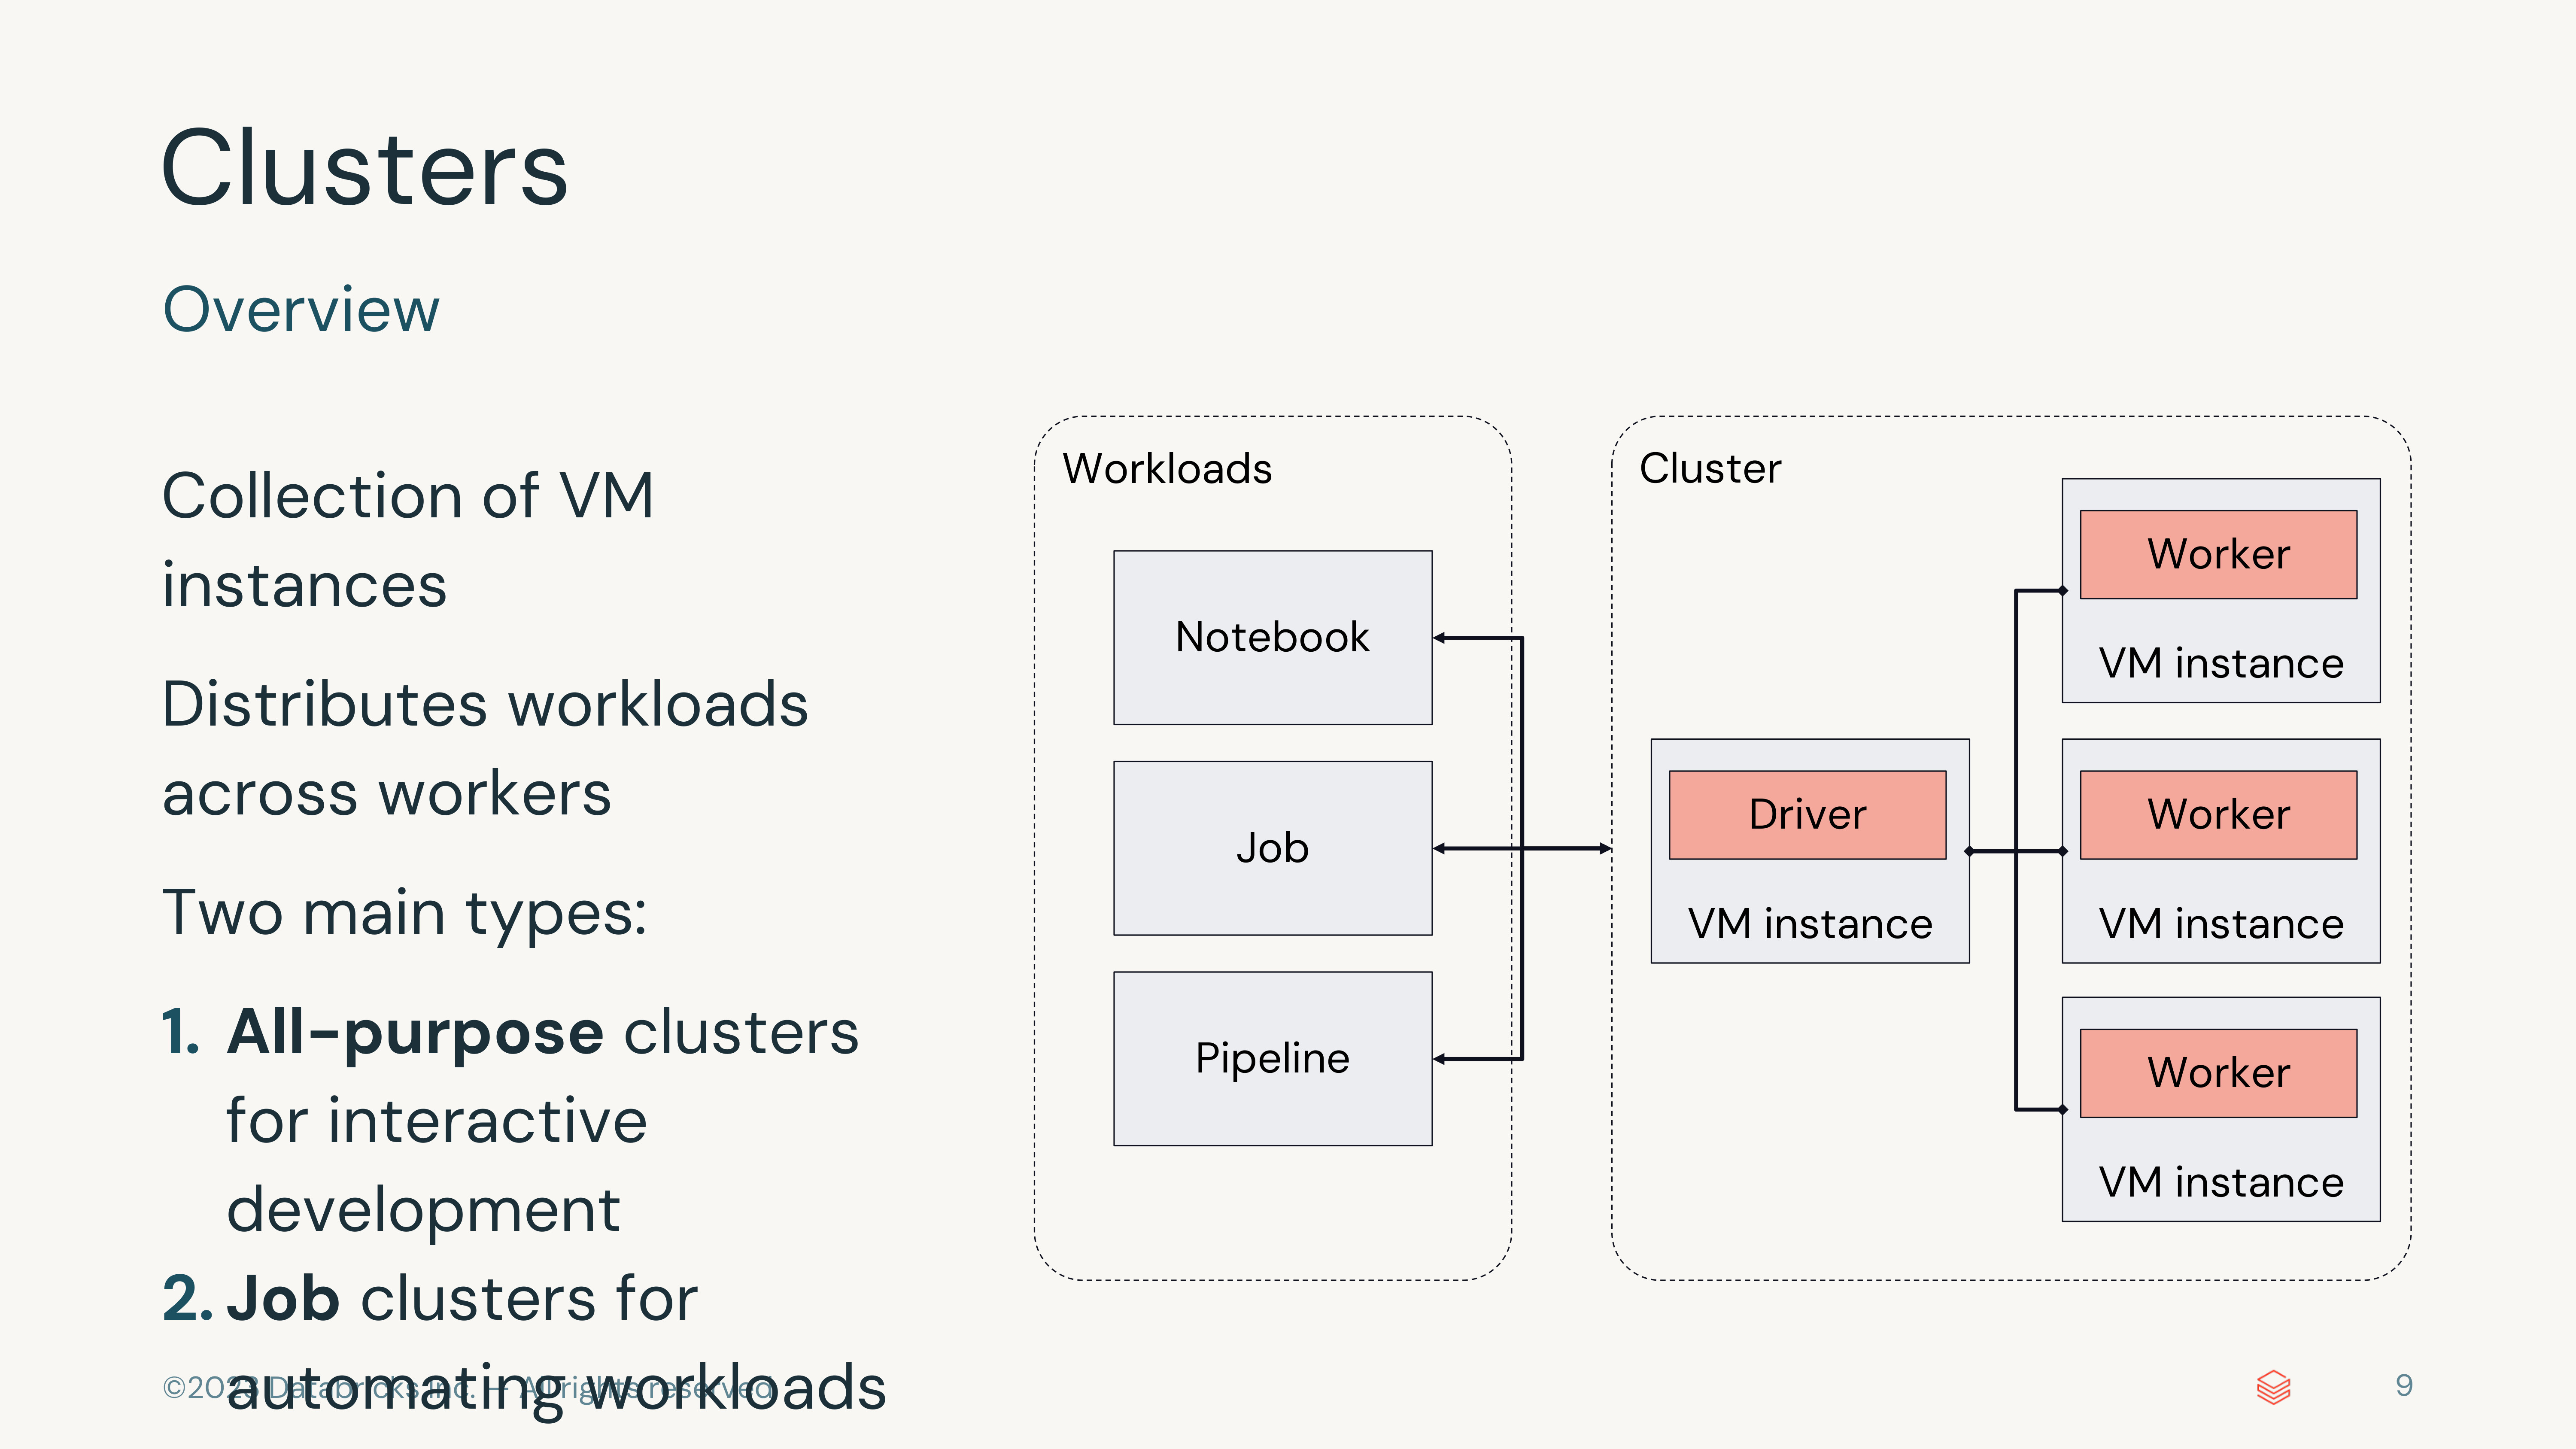 Clusters
Overview
Collection of VM
instances
Distributes workloads
across workers
Two main types:
1. All-purpose clusters
for interactive
development
2. Job clusters for
automating workloads
Workloads
Notebook
Job
Pipeline
Cluster
Driver
VM instance
Worker
VM instance
Worker
VM instance
Worker
VM instance
©2023 Databricks Inc. — All rights reserved
9